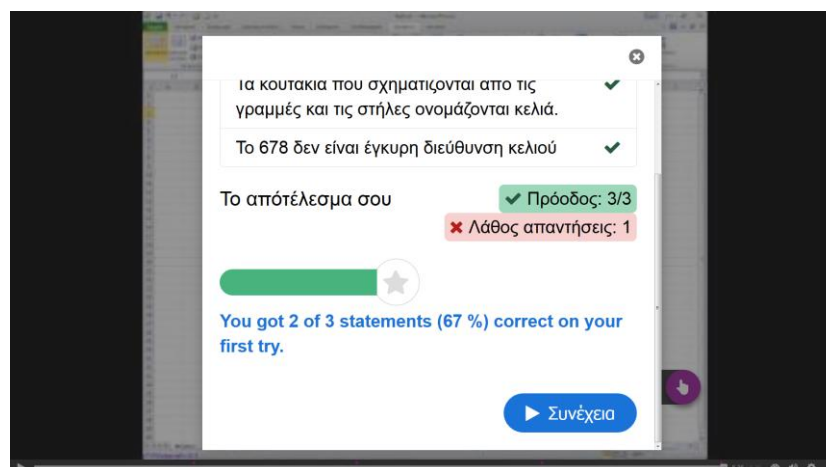 Τα κουτάκια που σχηματίζονται από τις
γραμμές και τις στήλες ονομάζονται κελιά.
Το 678 δεν είναι έγκυρη διεύθυνση κελιού
Το απότέλεσμα σου
Πρόοδος: 3/3
Λάθος απαντήσεις: 1
You got 2 of 3 statements (67 %) correct on your
first try.
Συνέχεια